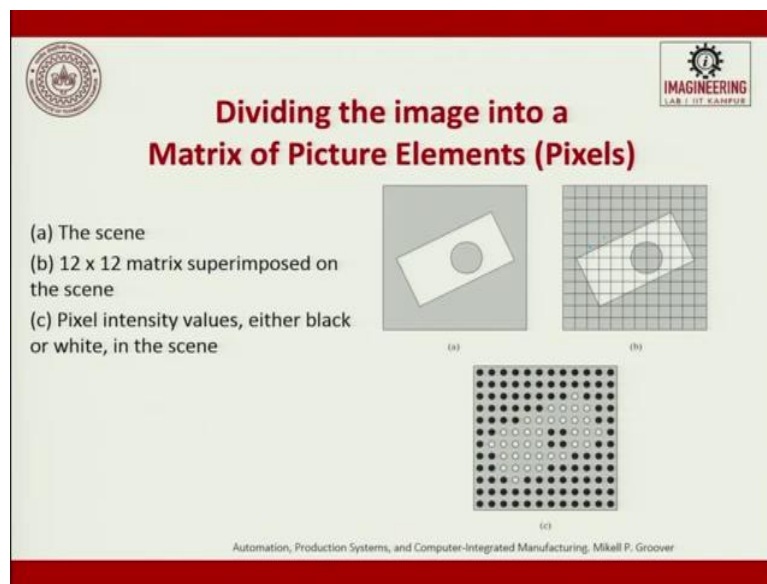 IMAGINEERING
LAB | IIT KANPUR
Dividing the image into a
Matrix of Picture Elements (Pixels)
(a) The scene
(b) 12 x 12 matrix superimposed on
the scene
(c) Pixel intensity values, either black
or white, in the scene
(a)
(b)
(c)
Automation, Production Systems, and Computer-Integrated Manufacturing. Mikell P. Groover